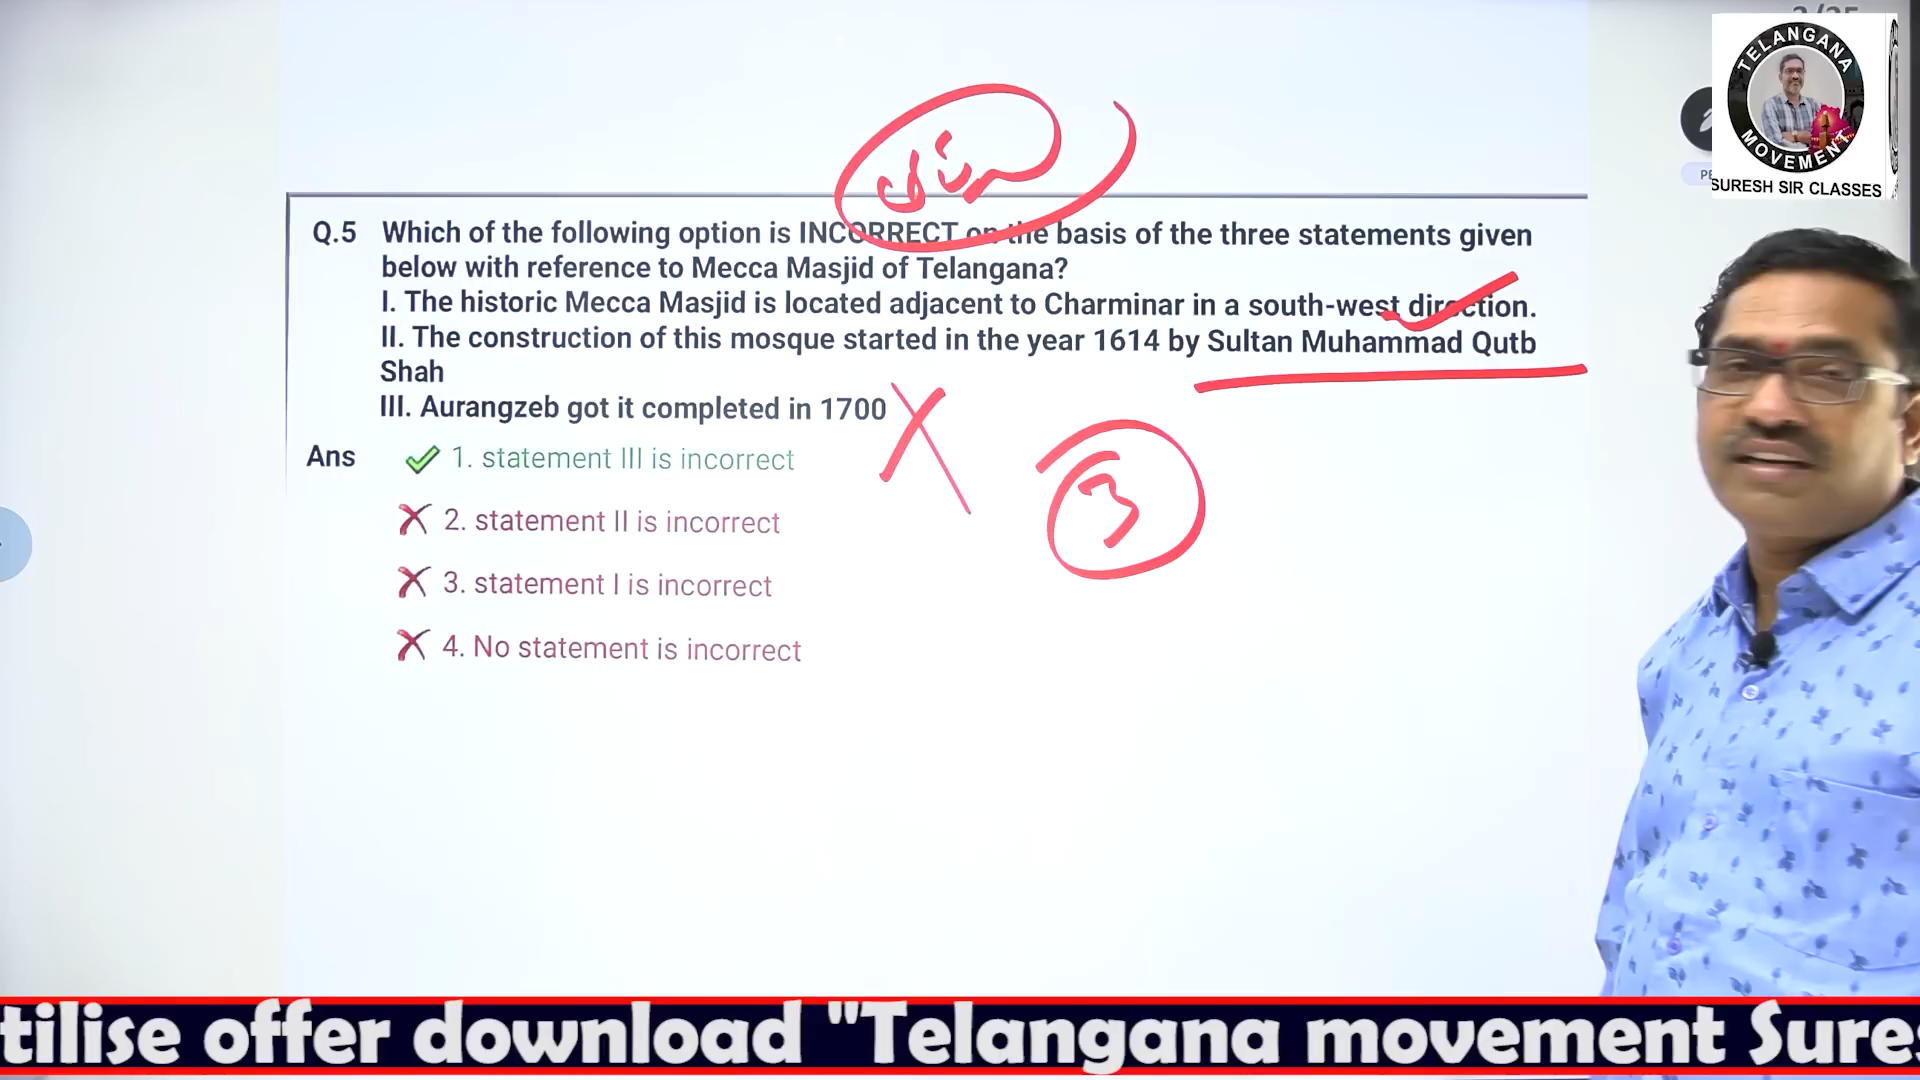 TELANGANA
MOVEMENT
SURESH SIR CLASSES
Q.5 Which of the following option is INCORRECT on the basis of the three statements given
below with reference to Mecca Masjid of Telangana?
I. The historic Mecca Masjid is located adjacent to Charminar in a south-west direction.
II. The construction of this mosque started in the year 1614 by Sultan Muhammad Qutb
Shah
III. Aurangzeb got it completed in 1700
Ans 1. statement III is incorrect
2. statement II is incorrect
3. statement I is incorrect
4. No statement is incorrect
3
tilise offer download "Telangana movement Sures